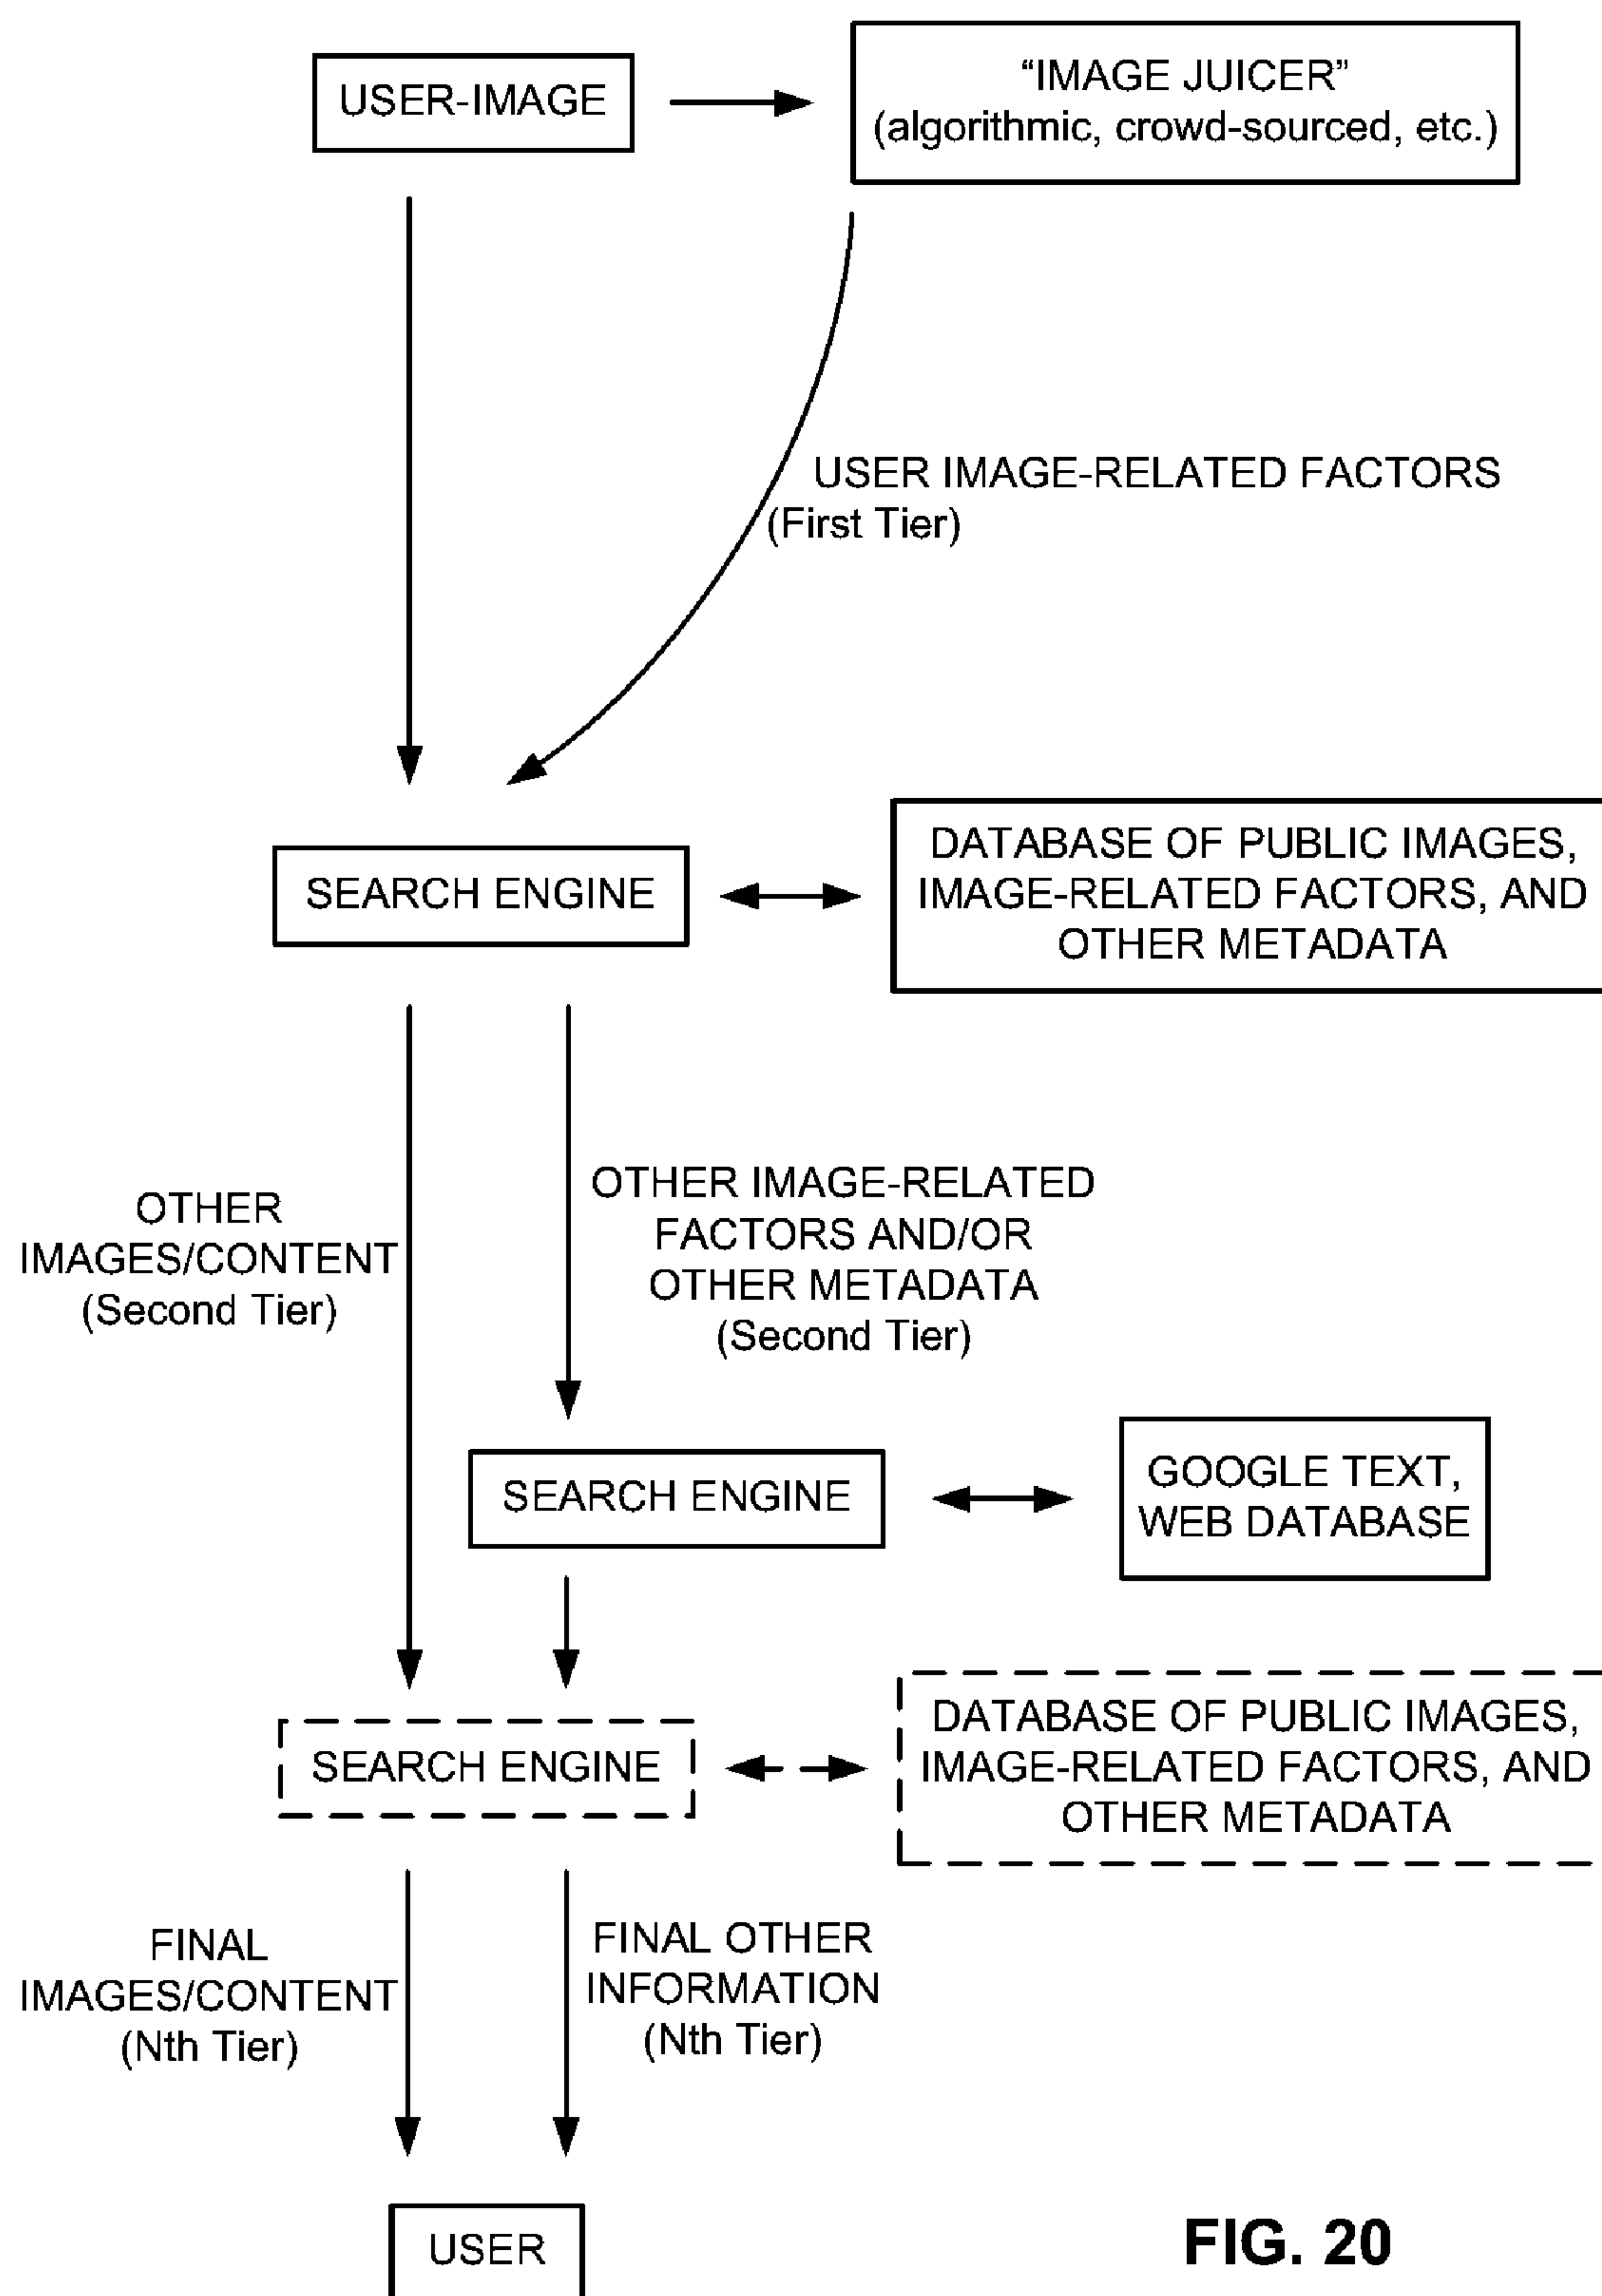 USER-IMAGE
“IMAGE JUICER”
(algorithmic, crowd-sourced, etc.)
USER IMAGE-RELATED FACTORS
(First Tier)
SEARCH ENGINE
DATABASE OF PUBLIC IMAGES,
IMAGE-RELATED FACTORS, AND
OTHER METADATA
OTHER
IMAGES/CONTENT
(Second Tier)
OTHER IMAGE-RELATED
FACTORS AND/OR
OTHER METADATA
(Second Tier)
SEARCH ENGINE
GOOGLE TEXT,
WEB DATABASE
SEARCH ENGINE
DATABASE OF PUBLIC IMAGES,
IMAGE-RELATED FACTORS, AND
OTHER METADATA
FINAL
IMAGES/CONTENT
(Nth Tier)
FINAL OTHER
INFORMATION
(Nth Tier)
USER
FIG. 20